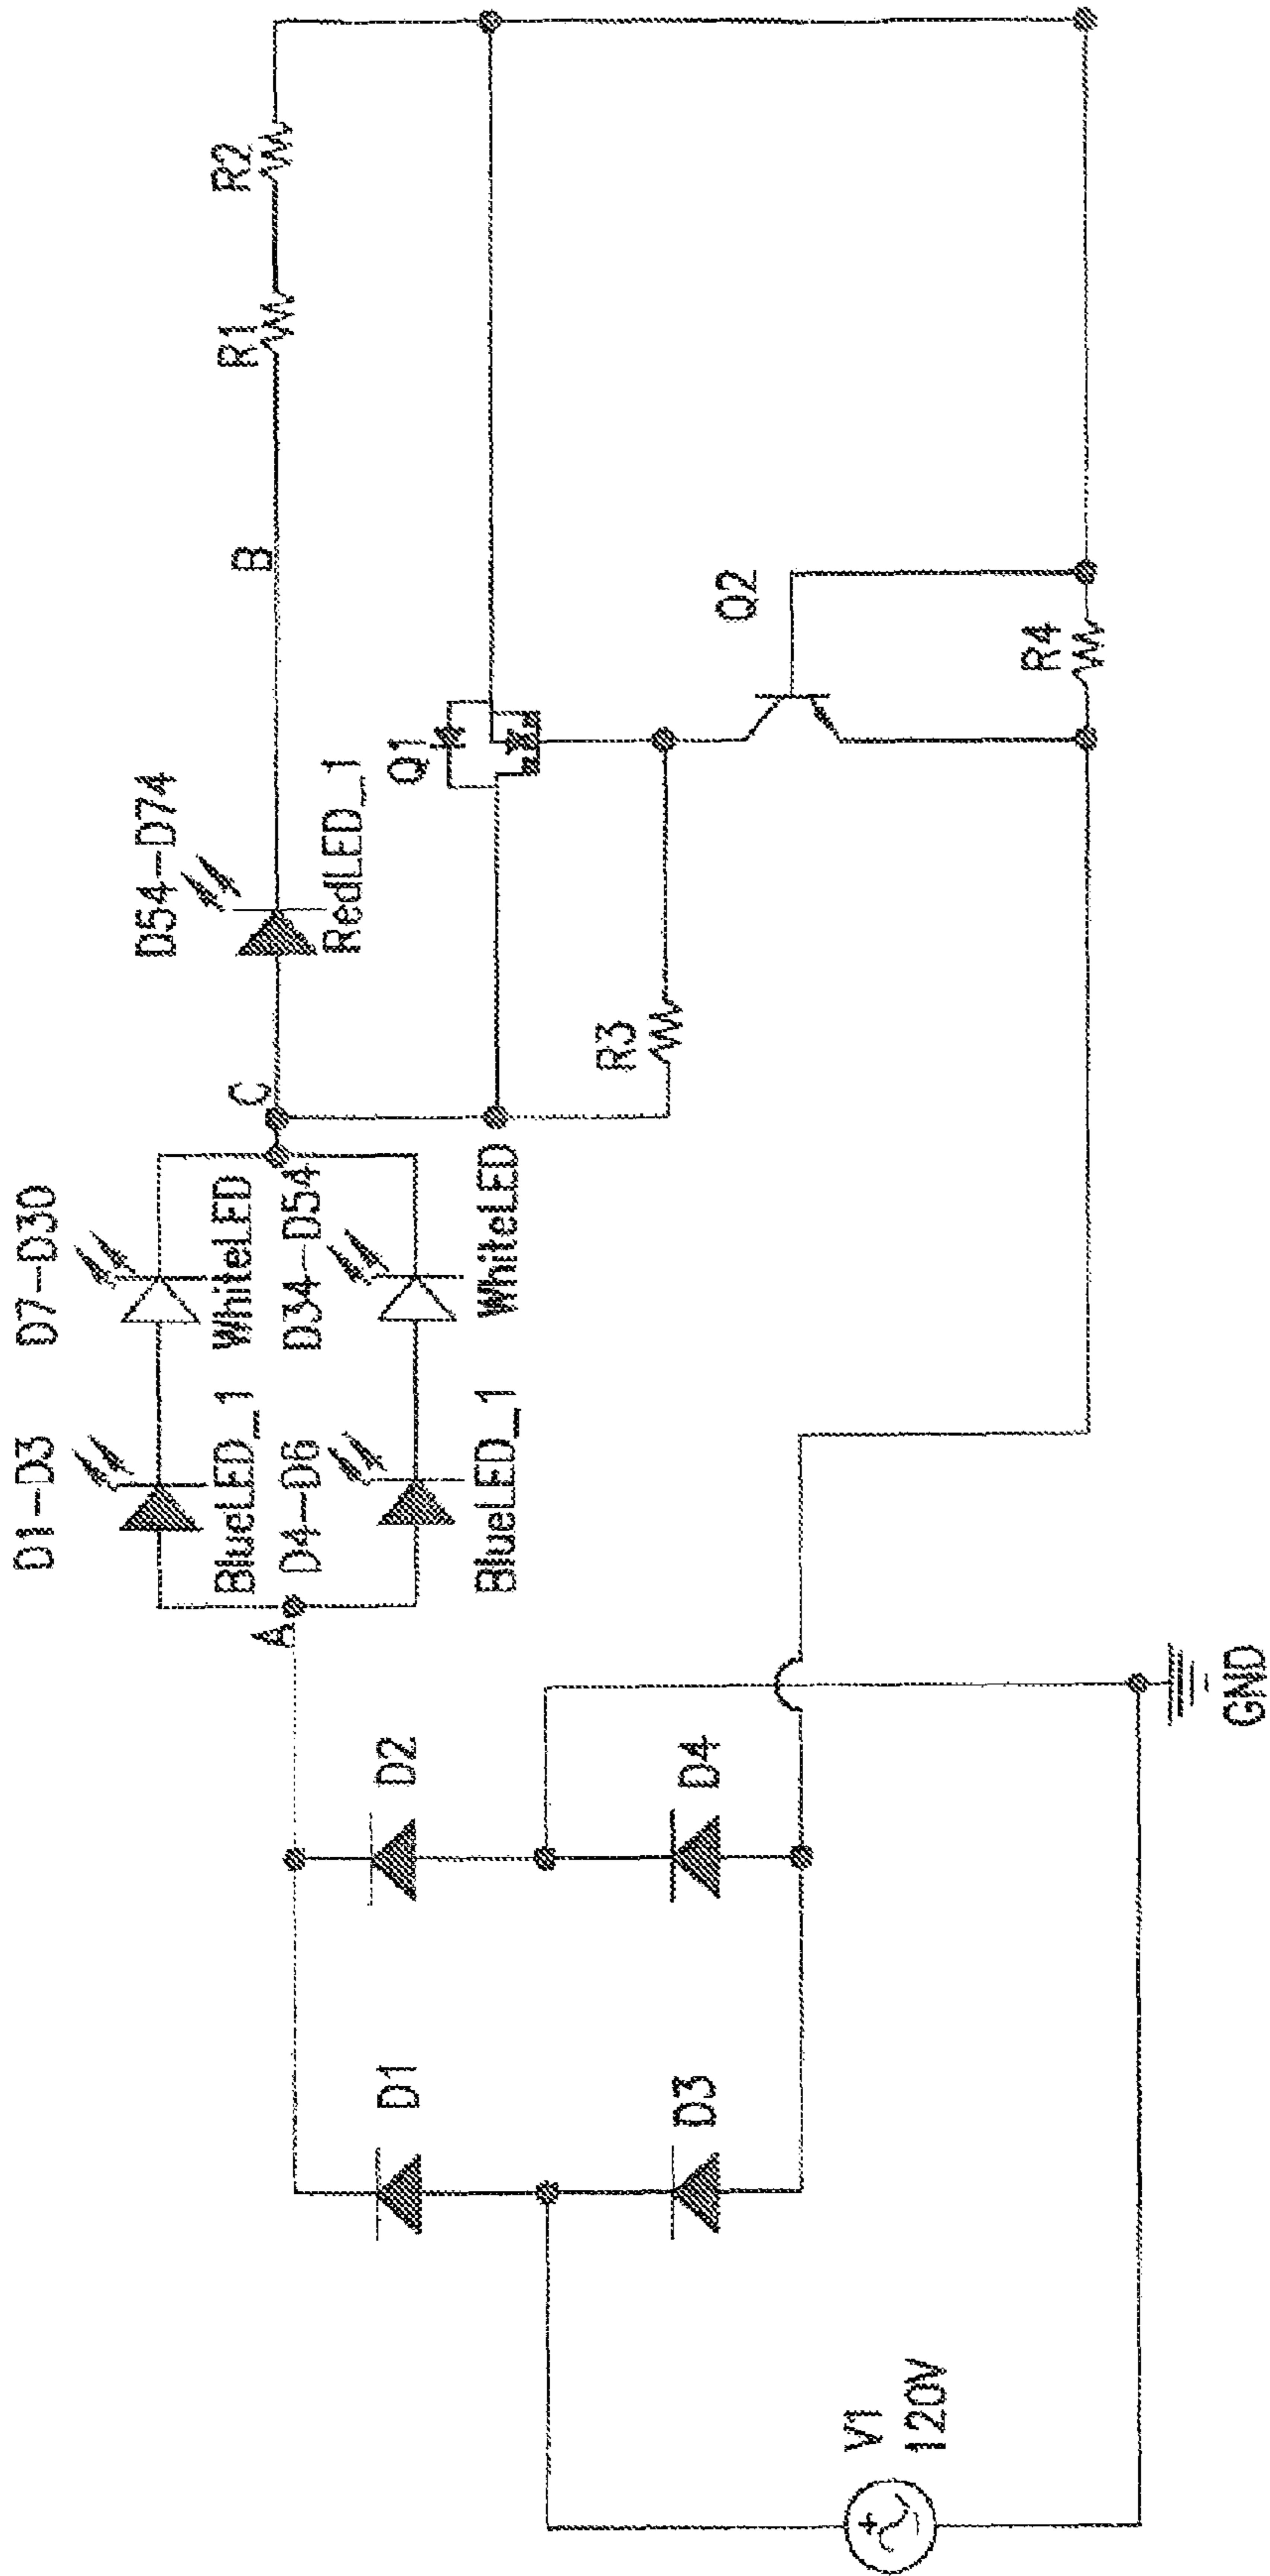 D1-D3
D7-D30
BlueLED_1
WhiteLED
D4-D6
D34-D54
BlueLED_1
WhiteLED
A
C
D54-D74
RedLED_1
B
R1
R2
Q1
R3
Q2
R4
D1
D2
D3
D4
V1
120V
GND